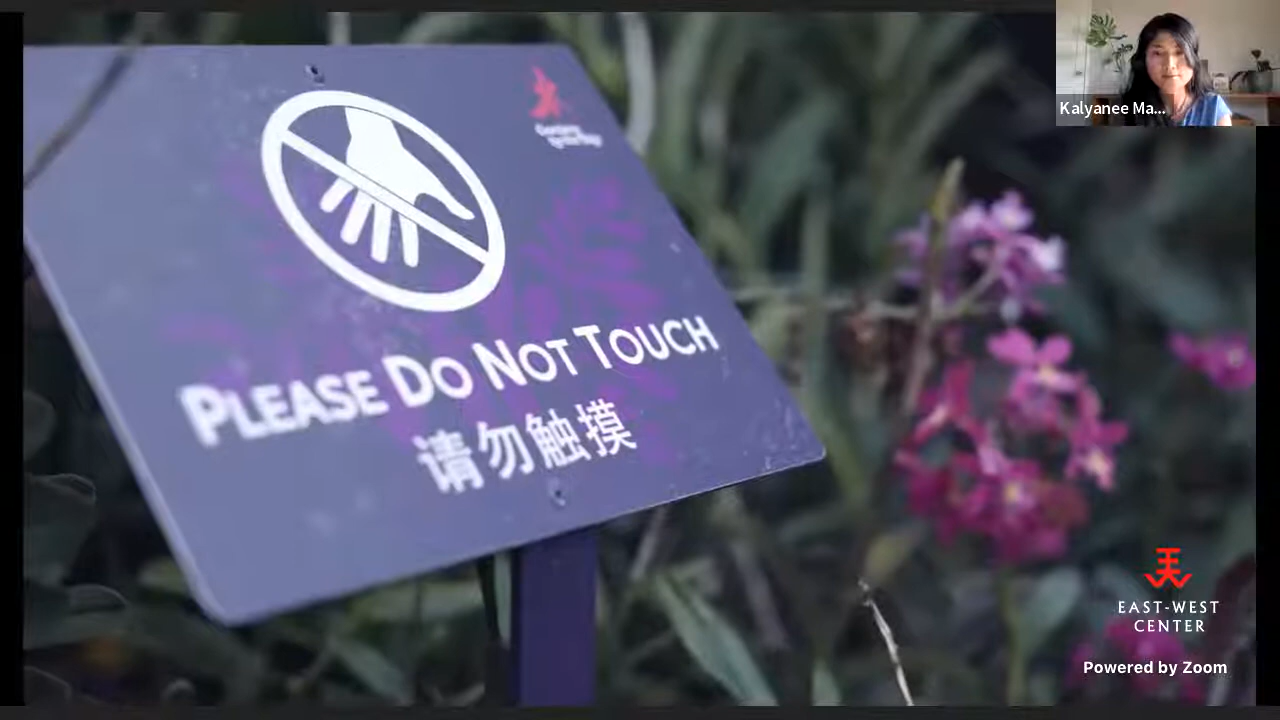 Kalyanee Ma...
PLEASE DO NOT TOUCH
请勿触摸
EAST-WEST
CENTER
Powered by Zoom